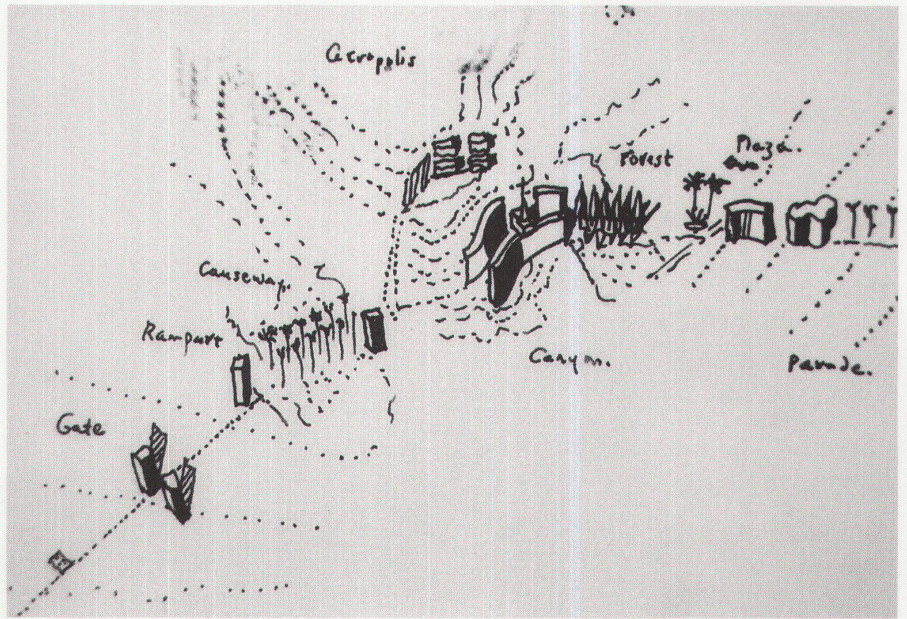 Acropolis
Forest
Plaza.
Causeway.
Rampart
Canyon.
Parade.
Gate